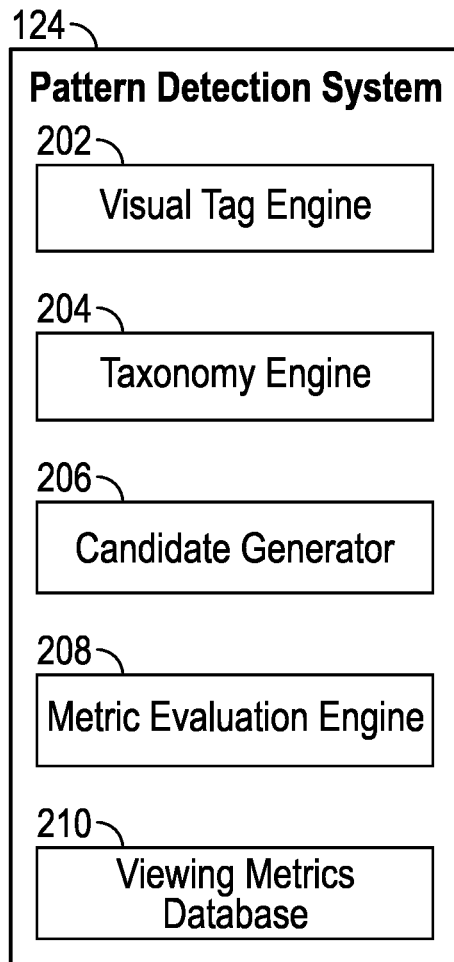 124
Pattern Detection System
202
Visual Tag Engine
204
Taxonomy Engine
206
Candidate Generator
208
Metric Evaluation Engine
210
Viewing Metrics
Database